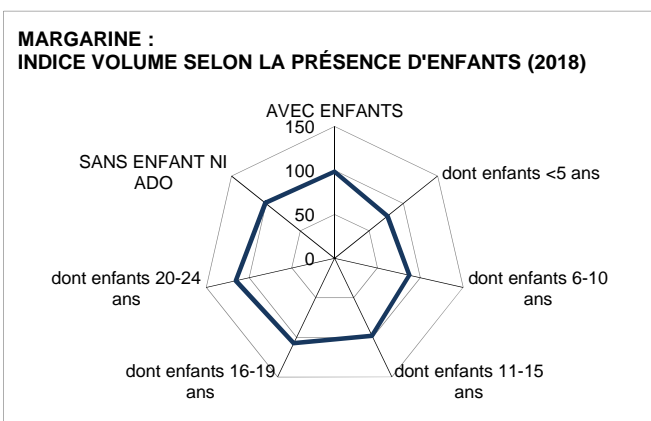 MARGARINE :
INDICE VOLUME SELON LA PRÉSENCE D'ENFANTS (2018)
AVEC ENFANTS
150
100
50
0
dont enfants <5 ans
dont enfants 6-10
ans
dont enfants 11-15
ans
dont enfants 16-19
ans
dont enfants 20-24
ans
SANS ENFANT NI
ADO